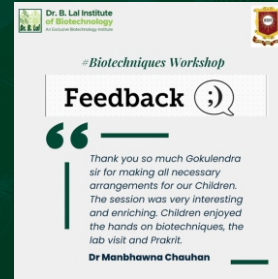 Dr. B. Lal Institute
of Biotechnology
An Exclusive Biotechnology Institute
#Biotechniques Workshop
Feedback ;)
Thank you so much Gokulendra
sir for making all necessary
arrangements for our Children.
The session was very interesting
and enriching. Children enjoyed
the hands on biotechniques, the
lab visit and Prakrit.
Dr Manbhawna Chauhan